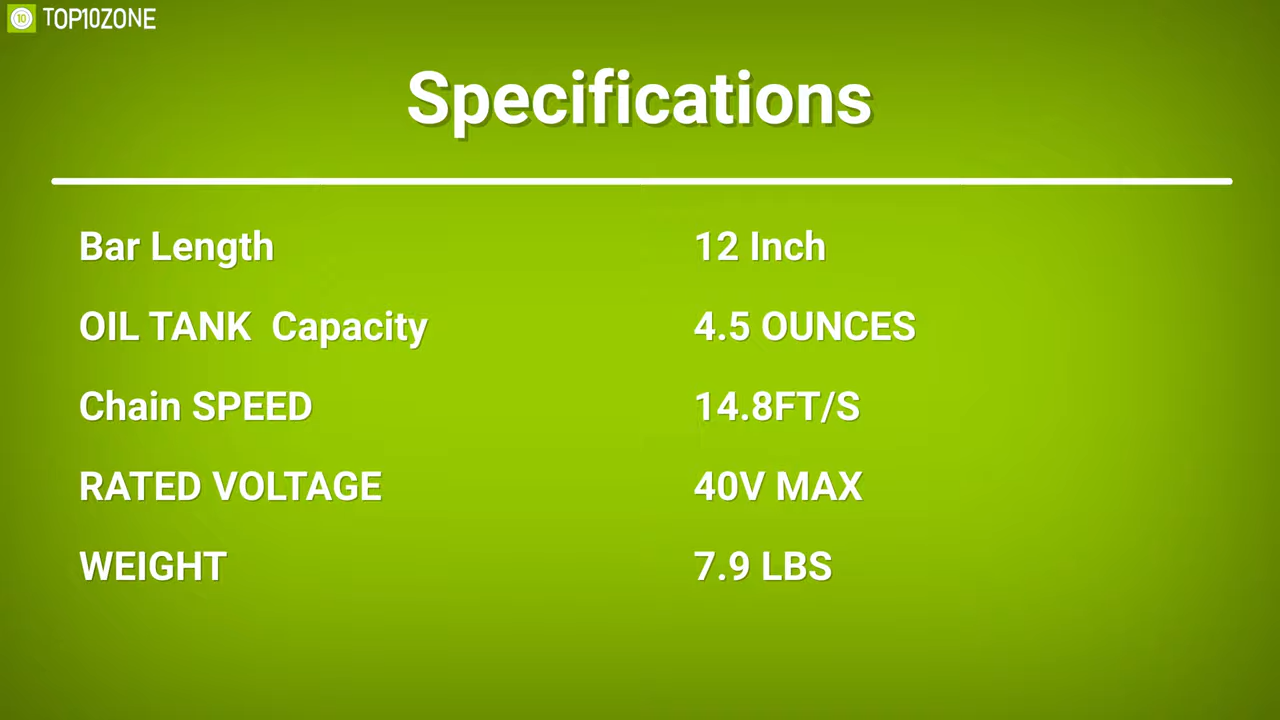 10 TOP10ZONE
Specifications
Bar Length 12 Inch
OIL TANK  Capacity 4.5 OUNCES
Chain SPEED 14.8FT/S
RATED VOLTAGE 40V MAX
WEIGHT 7.9 LBS